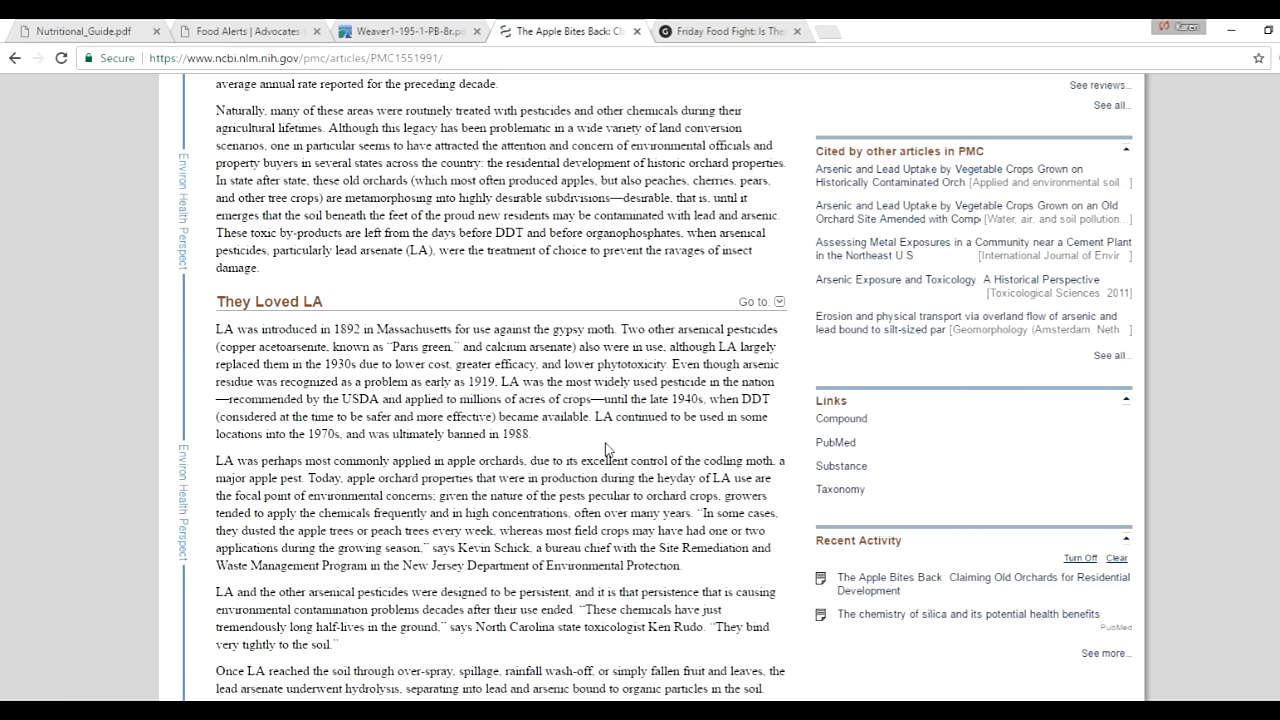 Nutritional_Guide.pdf
Food Alerts | Advocates
Weaver1-195-1-PB-8r.p
The Apple Bites Back: Cl
Friday Food Fight: Is The
Karen
Secure
https://www.ncbi.nlm.nih.gov/pmc/articles/PMC1551991/
average annual rate reported for the preceding decade.
Naturally, many of these areas were routinely treated with pesticides and other chemicals during their
agricultural lifetimes. Although this legacy has been problematic in a wide variety of land conversion
scenarios, one in particular seems to have attracted the attention and concern of environmental officials and
property buyers in several states across the country: the residential development of historic orchard properties.
In state after state, these old orchards (which most often produced apples, but also peaches, cherries, pears,
and other tree crops) are metamorphosing into highly desirable subdivisions—desirable, that is, until it
emerges that the soil beneath the feet of the proud new residents may be contaminated with lead and arsenic.
These toxic by-products are left from the days before DDT and before organophosphates, when arsenical
pesticides, particularly lead arsenate (LA), were the treatment of choice to prevent the ravages of insect
damage.
They Loved LA
Go to:
LA was introduced in 1892 in Massachusetts for use against the gypsy moth. Two other arsenical pesticides
(copper acetoarsenite, known as “Paris green,” and calcium arsenate) also were in use, although LA largely
replaced them in the 1930s due to lower cost, greater efficacy, and lower phytotoxicity. Even though arsenic
residue was recognized as a problem as early as 1919, LA was the most widely used pesticide in the nation
—recommended by the USDA and applied to millions of acres of crops—until the late 1940s, when DDT
(considered at the time to be safer and more effective) became available. LA continued to be used in some
locations into the 1970s, and was ultimately banned in 1988.
LA was perhaps most commonly applied in apple orchards, due to its excellent control of the codling moth, a
major apple pest. Today, apple orchard properties that were in production during the heyday of LA use are
the focal point of environmental concerns; given the nature of the pests peculiar to orchard crops, growers
tended to apply the chemicals frequently and in high concentrations, often over many years. “In some cases,
they dusted the apple trees or peach trees every week, whereas most field crops may have had one or two
applications during the growing season,” says Kevin Schick, a bureau chief with the Site Remediation and
Waste Management Program in the New Jersey Department of Environmental Protection.
LA and the other arsenical pesticides were designed to be persistent, and it is that persistence that is causing
environmental contamination problems decades after their use ended. “These chemicals have just
tremendously long half-lives in the ground,” says North Carolina state toxicologist Ken Rudo. “They bind
very tightly to the soil.”
Once LA reached the soil through over-spray, spillage, rainfall wash-off, or simply fallen fruit and leaves, the
lead arsenate underwent hydrolysis, separating into lead and arsenic bound to organic particles in the soil.
Environ Health Perspect
Environ Health Perspect
See reviews...
See all...
Cited by other articles in PMC
Arsenic and Lead Uptake by Vegetable Crops Grown on
Historically Contaminated Orch [Applied and environmental soil ]
Arsenic and Lead Uptake by Vegetable Crops Grown on an Old
Orchard Site Amended with Comp [Water, air, and soil pollution...]
Assessing Metal Exposures in a Community near a Cement Plant
in the Northeast U S [International Journal of Envir ]
Arsenic Exposure and Toxicology A Historical Perspective
[Toxicological Sciences 2011]
Erosion and physical transport via overland flow of arsenic and
lead bound to silt-sized par [Geomorphology (Amsterdam, Neth ]
See all...
Links
Compound
PubMed
Substance
Taxonomy
Recent Activity
Turn Off Clear
The Apple Bites Back Claiming Old Orchards for Residential
Development
The chemistry of silica and its potential health benefits
PubMed
See more...